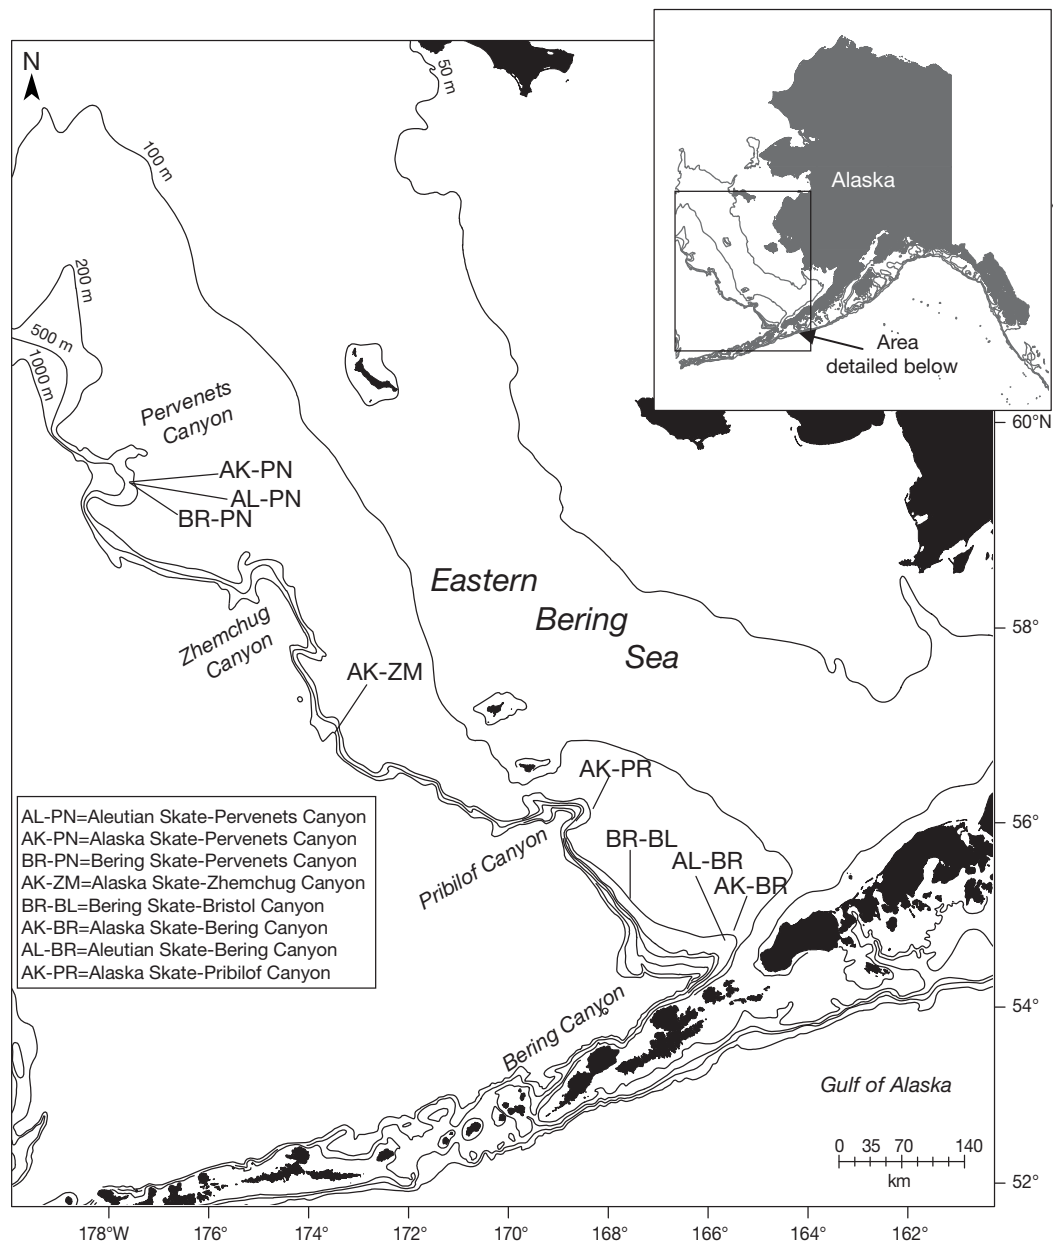 N
50 m
100 m
200 m
500 m
1000 m
Alaska
Area
detailed below
Pervenets
Canyon
AK-PN
AL-PN
BR-PN
Zhemchug
Canyon
AK-ZM
Eastern
Bering
Sea
AK-PR
Pribilof Canyon
BR-BL
AL-BR
AK-BR
Bering Canyon
AL-PN=Aleutian Skate-Pervenets Canyon
AK-PN=Alaska Skate-Pervenets Canyon
BR-PN=Bering Skate-Pervenets Canyon
AK-ZM=Alaska Skate-Zhemchug Canyon
BR-BL=Bering Skate-Bristol Canyon
AK-BR=Alaska Skate-Bering Canyon
AL-BR=Aleutian Skate-Bering Canyon
AK-PR=Alaska Skate-Pribilof Canyon
Gulf of Alaska
0 35 70 140
km
60°N
58°
56°
54°
52°
178°W 176° 174° 172° 170° 168° 166° 164° 162°